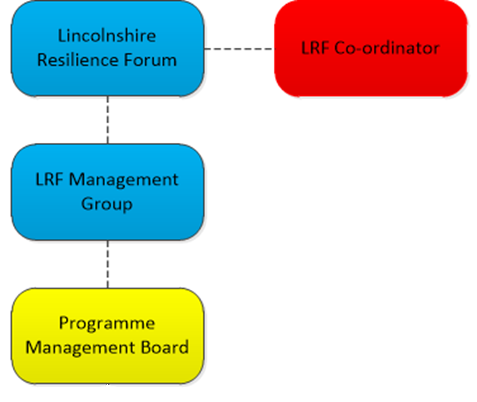 Lincolnshire
Resilience Forum
LRF Co-ordinator
LRF Management
Group
Programme
Management Board